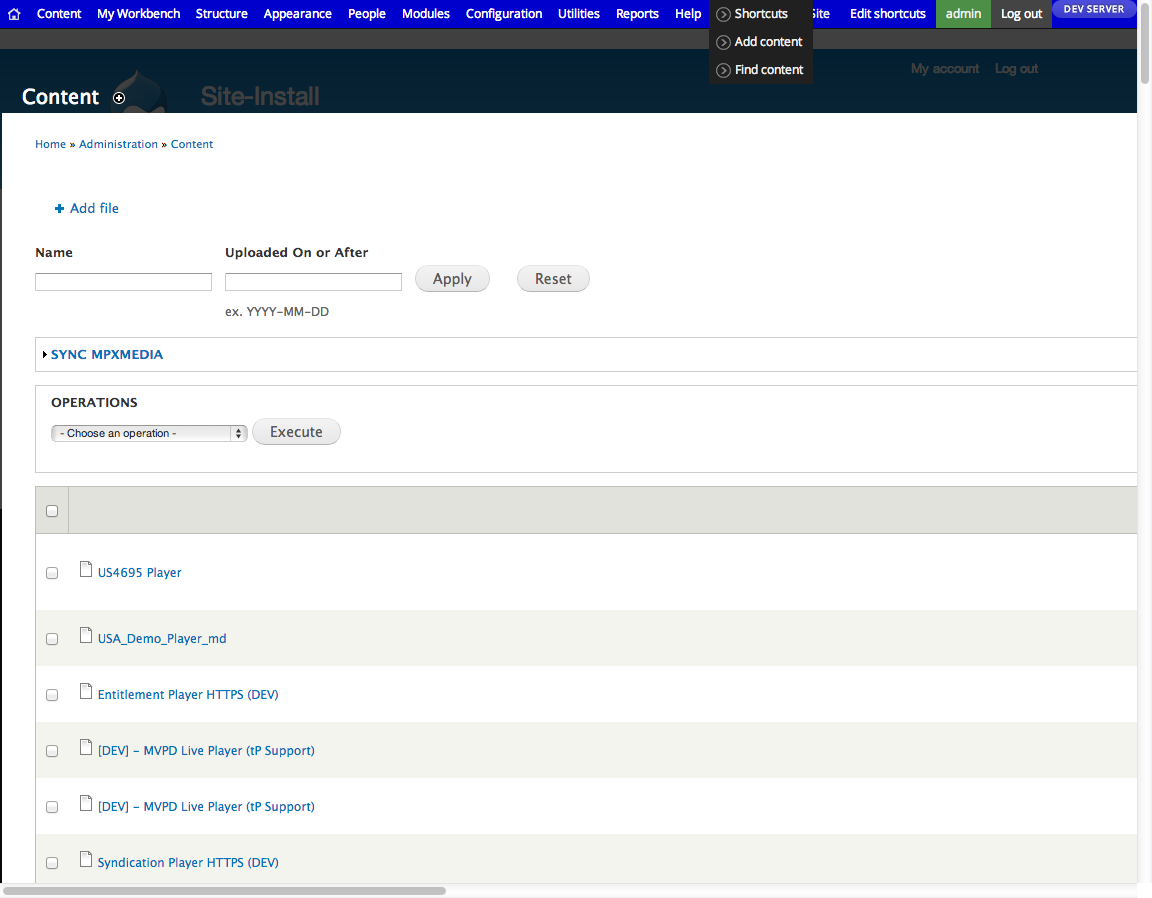 Content My Workbench Structure Appearance People Modules Configuration Utilities Reports Help Shortcuts Edit shortcuts admin Log out DEV SERVER
Add content
Find content
My account Log out
Content Site-Install
Home » Administration » Content
Add file
Name Uploaded On or After
Apply Reset
ex. YYYY-MM-DD
SYNC MPXMEDIA
OPERATIONS
- Choose an operation - Execute
US4695 Player
USA_Demo_Player_md
Entitlement Player HTTPS (DEV)
[DEV] - MVPD Live Player (tP Support)
[DEV] - MVPD Live Player (tP Support)
Syndication Player HTTPS (DEV)